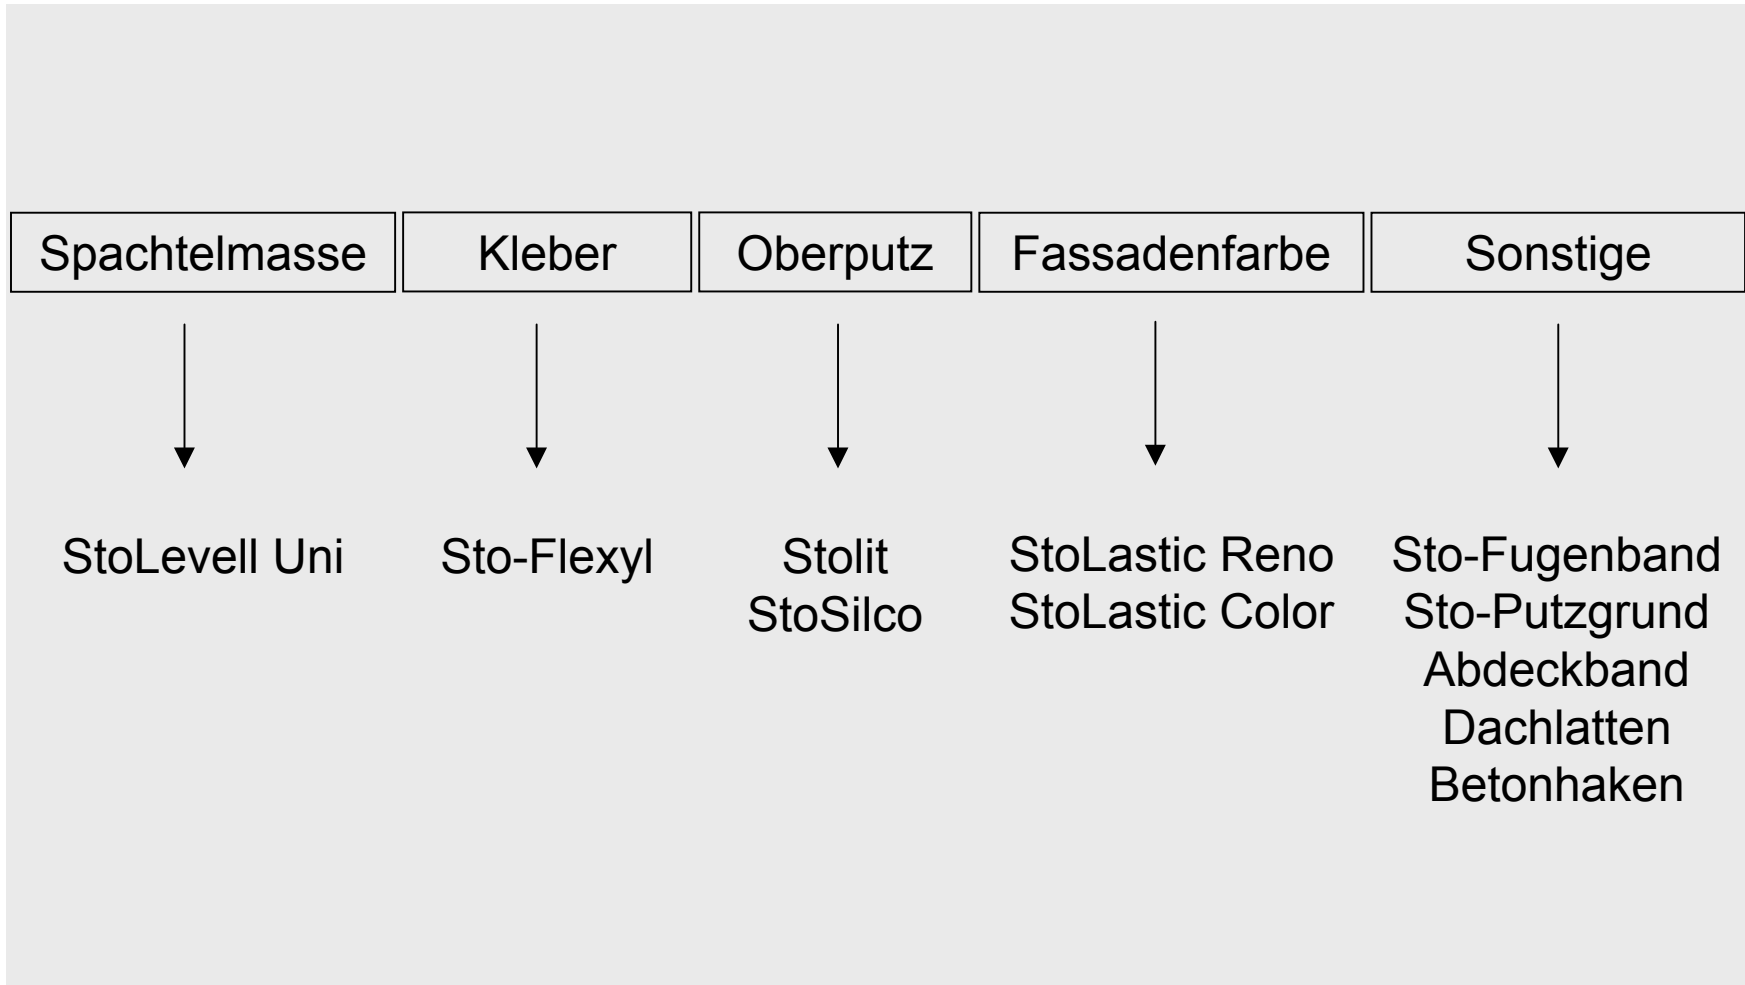 Spachtelmasse
Kleber
Oberputz
Fassadenfarbe
Sonstige
StoLevell Uni
Sto-Flexyl
Stolit
StoSilco
StoLastic Reno
StoLastic Color
Sto-Fugenband
Sto-Putzgrund
Abdeckband
Dachlatten
Betonhaken